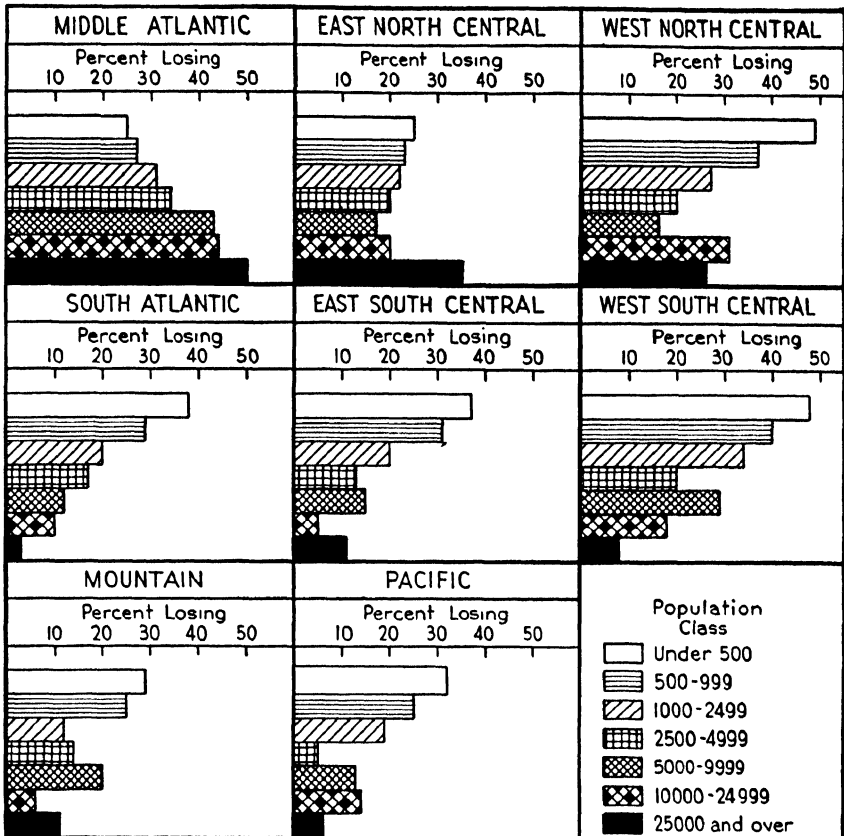 MIDDLE ATLANTIC
Percent Losing
10 20 30 40 50
EAST NORTH CENTRAL
Percent Losing
10 20 30 40 50
WEST NORTH CENTRAL
Percent Losing
10 20 30 40 50
SOUTH ATLANTIC
Percent Losing
10 20 30 40 50
EAST SOUTH CENTRAL
Percent Losing
10 20 30 40 50
WEST SOUTH CENTRAL
Percent Losing
10 20 30 40 50
MOUNTAIN
Percent Losing
10 20 30 40 50
PACIFIC
Percent Losing
10 20 30 40 50
Population
Class
Under 500
500-999
1000-2499
2500-4999
5000-9999
10000-24999
25000 and over